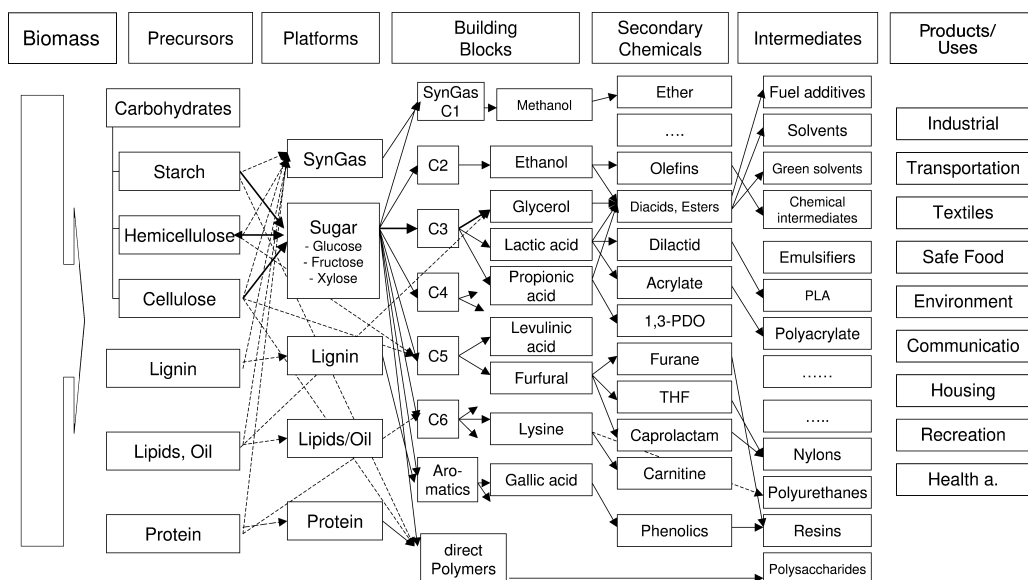 Biomass
Precursors
Platforms
Building
Blocks
Secondary
Chemicals
Intermediates
Products/
Uses
Carbohydrates
Starch
Hemicellulose
Cellulose
Lignin
Lipids, Oil
Protein
SynGas
Sugar
- Glucose
- Fructose
- Xylose
Lignin
Lipids/Oil
Protein
SynGas
C1
C2
C3
C4
C5
C6
Aro-
matics
direct
Polymers
Methanol
Ethanol
Glycerol
Lactic acid
Propionic
acid
Levulinic
acid
Furfural
Lysine
Gallic acid
Ether
....
Olefins
Diacids, Esters
Dilactid
Acrylate
1,3-PDO
Furane
THF
Caprolactam
Carnitine
Phenolics
Fuel additives
Solvents
Green solvents
Chemical
intermediates
Emulsifiers
PLA
Polyacrylate
......
.....
Nylons
Polyurethanes
Resins
Polysaccharides
Industrial
Transportation
Textiles
Safe Food
Environment
Communicatio
Housing
Recreation
Health a.